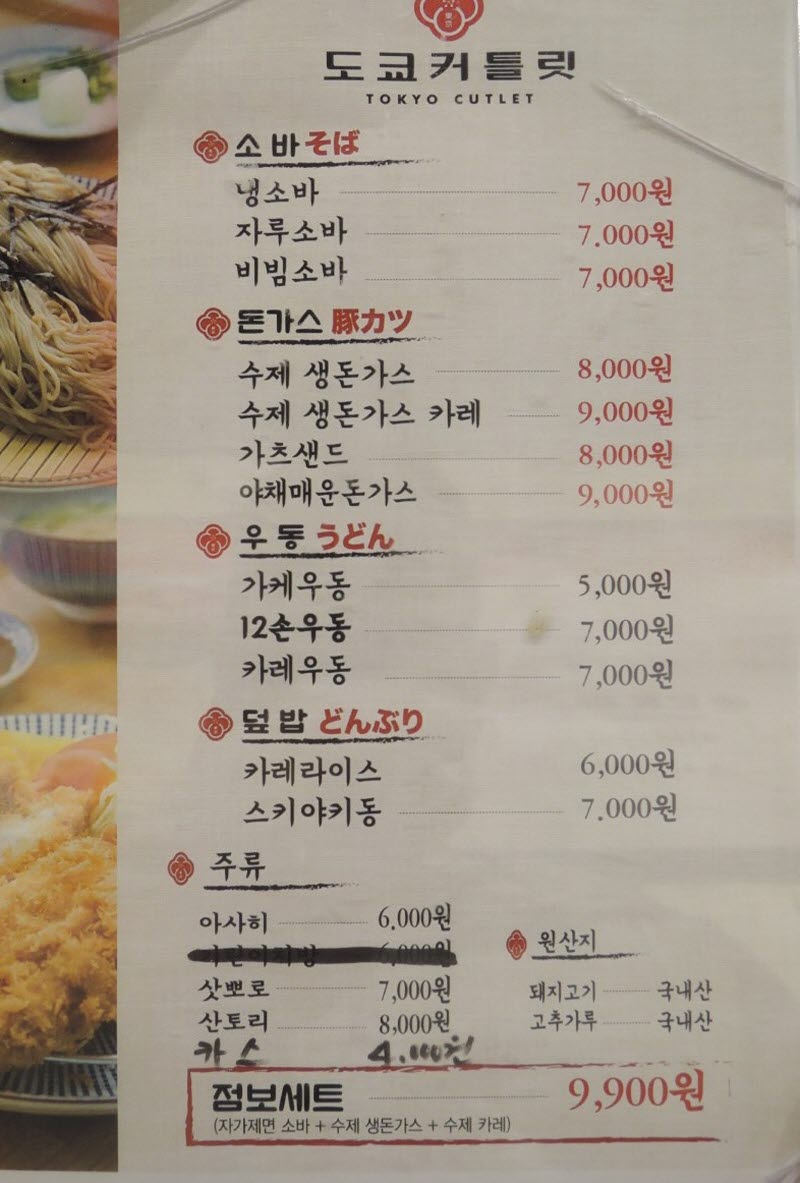 도쿄커틀릿
TOKYO CUTLET
소바 そば
냉소바 7,000원
자루소바 7.000원
비빔소바 7,000원
돈가스 豚カツ
수제 생돈가스 8,000원
수제 생돈가스 카레 9,000원
가츠샌드 8,000원
야채매운돈가스 9,000원
우동 うどん
가케우동 5,000원
12손우동 7,000원
카레우동 7,000원
덮밥 どんぶり
카레라이스 6,000원
스키야키동 7.000원
주류
아사히 6.000원
6,000원
삿뽀로 7,000원
산토리 8,000원
카스 4.000원
원산지
돼지고기 국내산
고추가루 국내산
점보세트 9,900원
(자가제면 소바 + 수제 생돈가스 + 수제 카레)